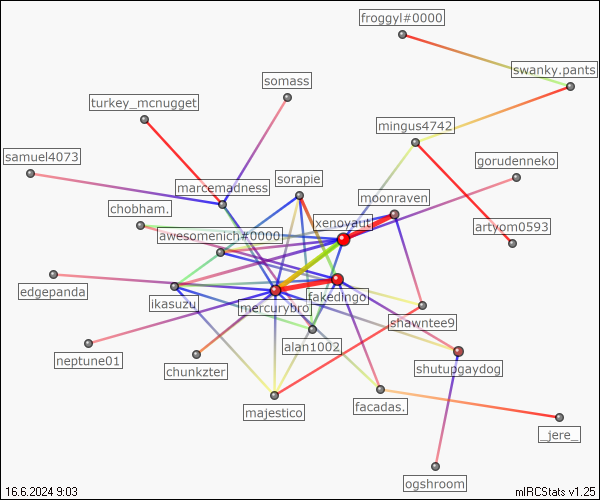 froggyl#0000
swanky.pants
somass
turkey_mcnugget
mingus4742
samuel4073
gorudenneko
sorapie
marcemadness
moonraven
chobham.
xenovaut
artyom0593
awesomenich#0000
edgepanda
ikasuzu
fakedingo
mercurybro
shawntee9
alan1002
neptune01
chunkzter
shutupgaydog
majestico
facadas.
_jere_
ogshroom
16.6.2024 9:03
mIRCStats v1.25